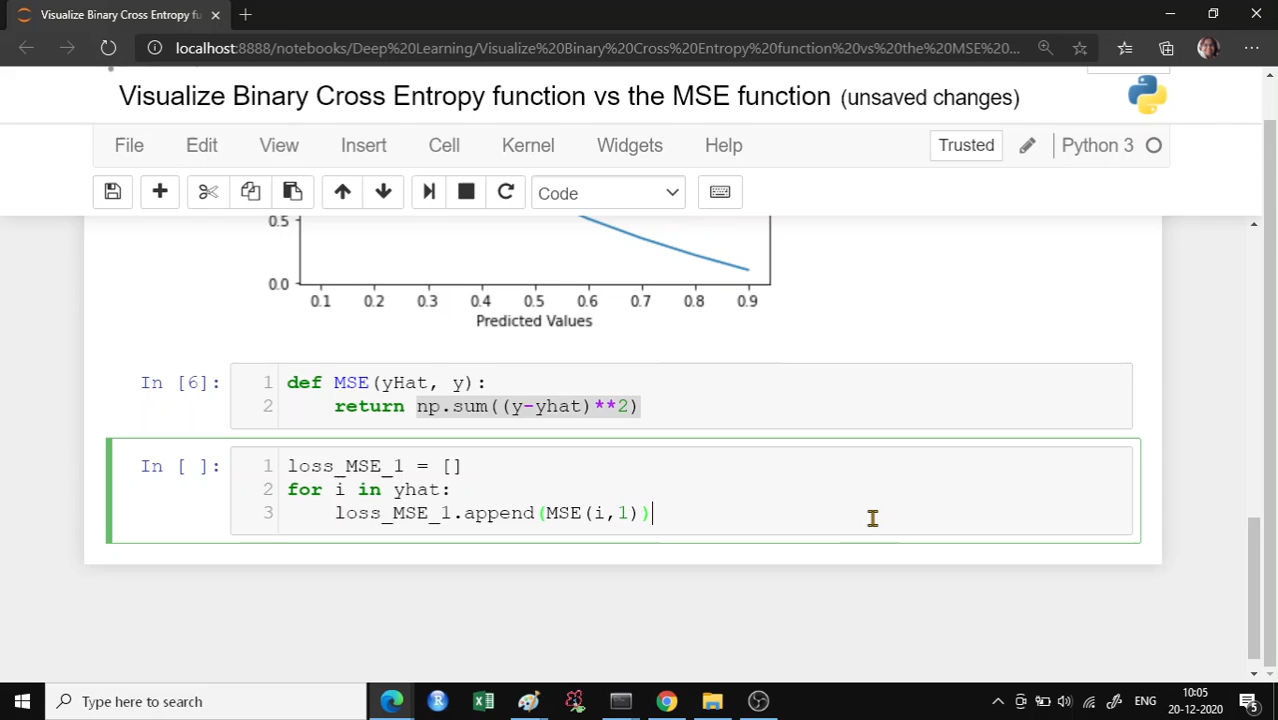 Visualize Binary Cross Entropy fu
localhost:8888/notebooks/Deep%20Learning/Visualize%20Binary%20Cross%20Entropy%20function%20vs%20the%20MSE%20...
Visualize Binary Cross Entropy function vs the MSE function (unsaved changes)
File Edit View Insert Cell Kernel Widgets Help Trusted Python 3
Code
0.5
0.0
0.1 0.2 0.3 0.4 0.5 0.6 0.7 0.8 0.9
Predicted Values
In [6]: 1 def MSE(yHat, y):
2 return np.sum((y-yhat)**2)
In [ ]: 1 loss_MSE_1 = []
2 for i in yhat:
3 loss_MSE_1.append(MSE(i,1))
Type here to search
ENG
10:05
20-12-2020
5